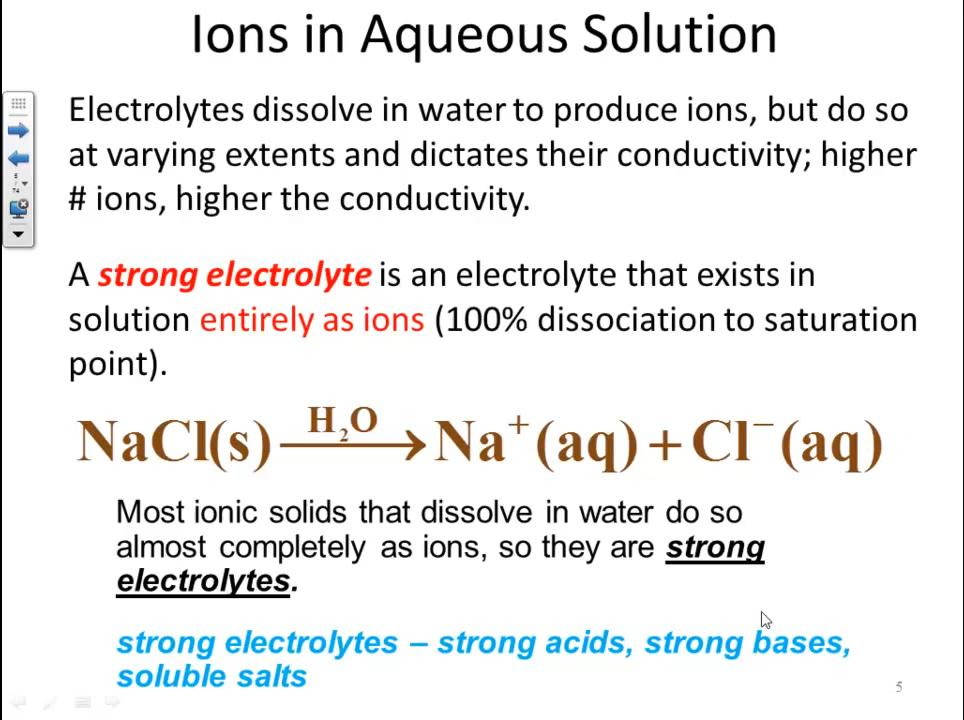 Ions in Aqueous Solution
Electrolytes dissolve in water to produce ions, but do so
at varying extents and dictates their conductivity; higher
# ions, higher the conductivity.
A strong electrolyte is an electrolyte that exists in
solution entirely as ions (100% dissociation to saturation
point).
NaCl(s) —H₂O→ Na⁺(aq) + Cl⁻(aq)
Most ionic solids that dissolve in water do so
almost completely as ions, so they are strong
electrolytes.
strong electrolytes – strong acids, strong bases,
soluble salts
5